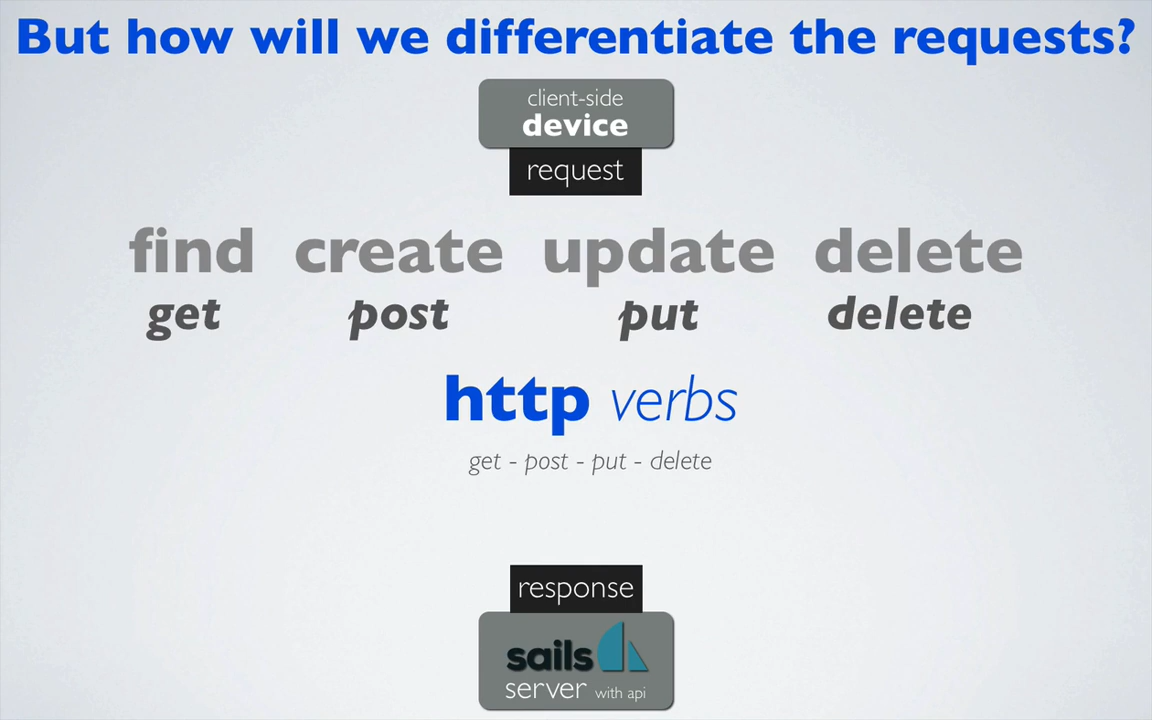 But how will we differentiate the requests?
client-side
device
request
find create update delete
get post put delete
http verbs
get - post - put - delete
response
sails
server with api